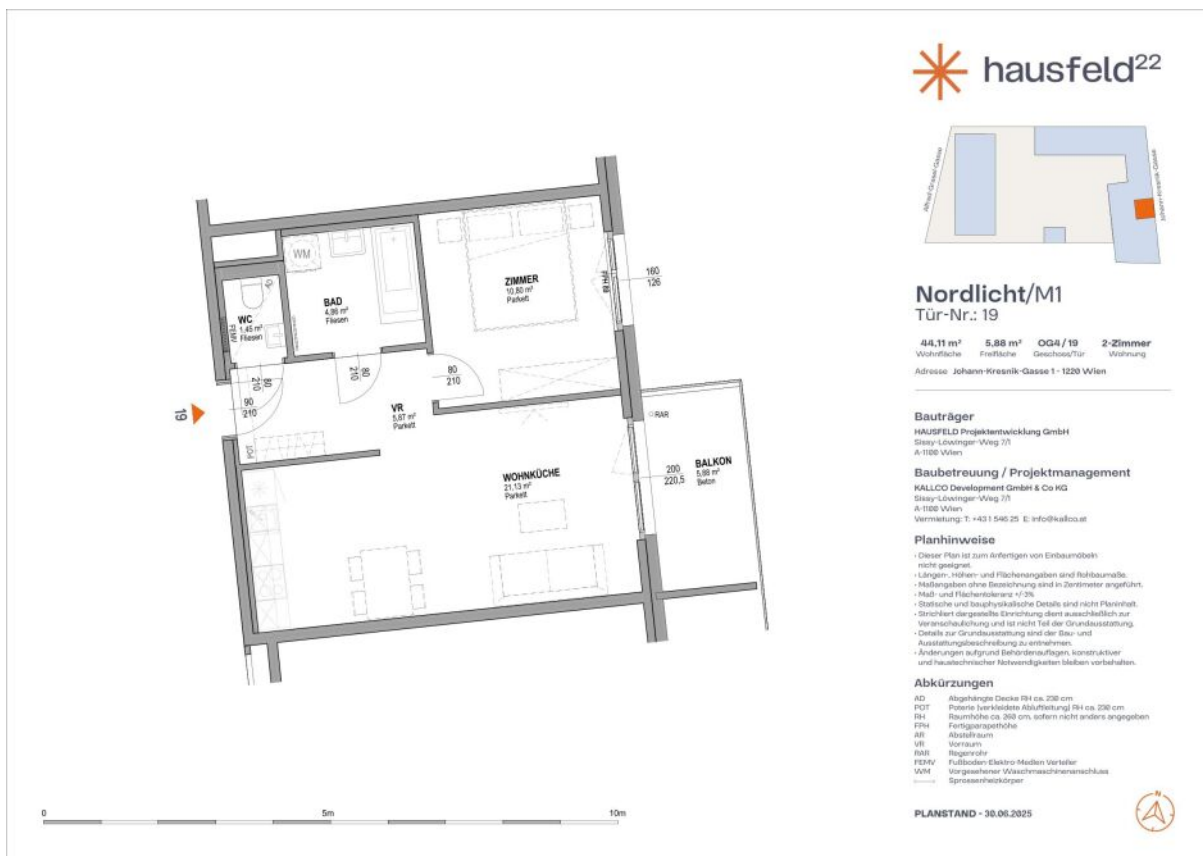 hausfeld²²
Alfred-Grasel-Gasse
Johann-Kresnik-Gasse
Nordlicht/M1
Tür-Nr.: 19
44,11 m² 5,88 m² OG4/19 2-Zimmer
Wohnfläche Freifläche Geschoss/Tür Wohnung
Adresse Johann-Kresnik-Gasse 1 - 1220 Wien
Bauträger
HAUSFELD Projektentwicklung GmbH
Sissy-Löwinger-Weg 7/1
A-1100 Wien
Baubetreuung / Projektmanagement
KALLCO Development GmbH & Co KG
Sissy-Löwinger-Weg 7/1
A-1100 Wien
Vermietung: T: +43 1 546 25 E: info@kallco.at
Planhinweise
- Dieser Plan ist zum Anfertigen von Einbaumöbeln
nicht geeignet.
- Längen-, Höhen- und Flächenangaben sind Rohbaumaße.
- Maßangaben ohne Bezeichnung sind in Zentimeter angeführt.
- Maß- und Flächentoleranz +/-3%
- Statische und bauphysikalische Details sind nicht Planinhalt.
- Strichliert dargestellte Einrichtung dient ausschließlich zur
Veranschaulichung und ist nicht Teil der Grundausstattung.
- Details zur Grundausstattung sind der Bau- und
Ausstattungsbeschreibung zu entnehmen.
- Änderungen aufgrund Behördenauflagen, konstruktiver
und haustechnischer Notwendigkeiten bleiben vorbehalten.
Abkürzungen
AD Abgehängte Decke RH ca. 230 cm
POT Poterie (verkleidete Abluftleitung) RH ca. 230 cm
RH Raumhöhe ca. 260 cm, sofern nicht anders angegeben
FPH Fertigparapethöhe
AR Abstellraum
VR Vorraum
RAR Regenrohr
FEMV Fußboden-Elektro-Medien Verteiler
WM Vorgesehener Waschmaschinenanschluss
Sprossenheizkörper
PLANSTAND - 30.06.2025
N
WM
BAD
4,86 m²
Fliesen
WC
1,45 m²
Fliesen
FEMV
ZIMMER
10,80 m²
Parkett
FPH 88
160
126
80
210
80
210
80
210
90
210
19
VR
5,87 m²
Parkett
POT
WOHNKÜCHE
21,13 m²
Parkett
RAR
200
220,5
BALKON
5,88 m²
Beton
0 5m 10m